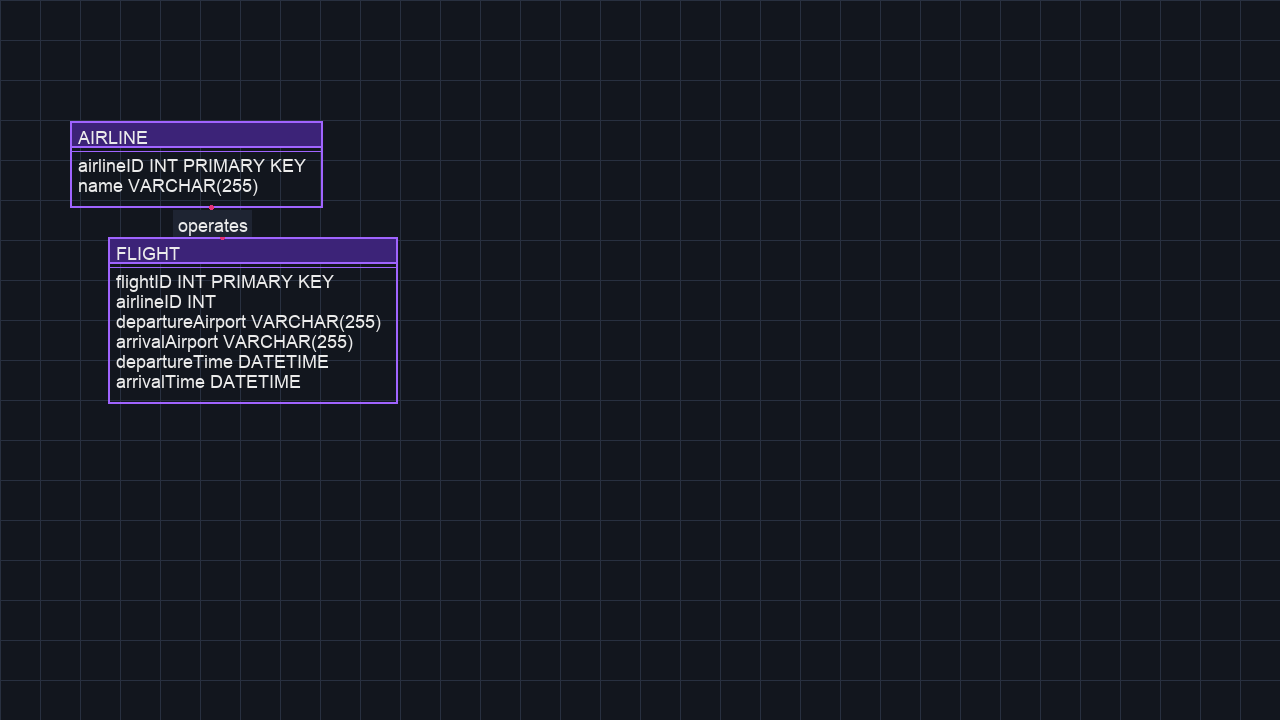 AIRLINE
airlineID INT PRIMARY KEY
name VARCHAR(255)
operates
FLIGHT
flightID INT PRIMARY KEY
airlineID INT
departureAirport VARCHAR(255)
arrivalAirport VARCHAR(255)
departureTime DATETIME
arrivalTime DATETIME